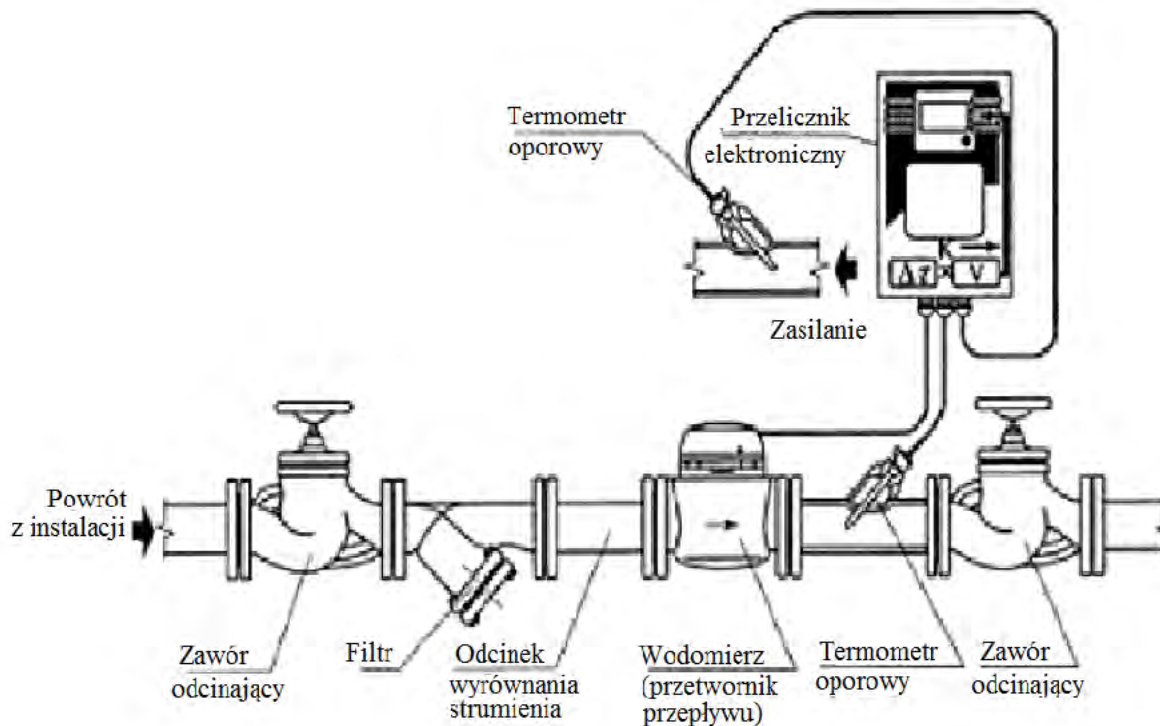 Termometr
oporowy
Przelicznik
elektroniczny
Δτ
V
Zasilanie
Powrót
z instalacji
Zawór
odcinający
Filtr
Odcinek
wyrównania
strumienia
Wodomierz
(przetwornik
przepływu)
Termometr
oporowy
Zawór
odcinający